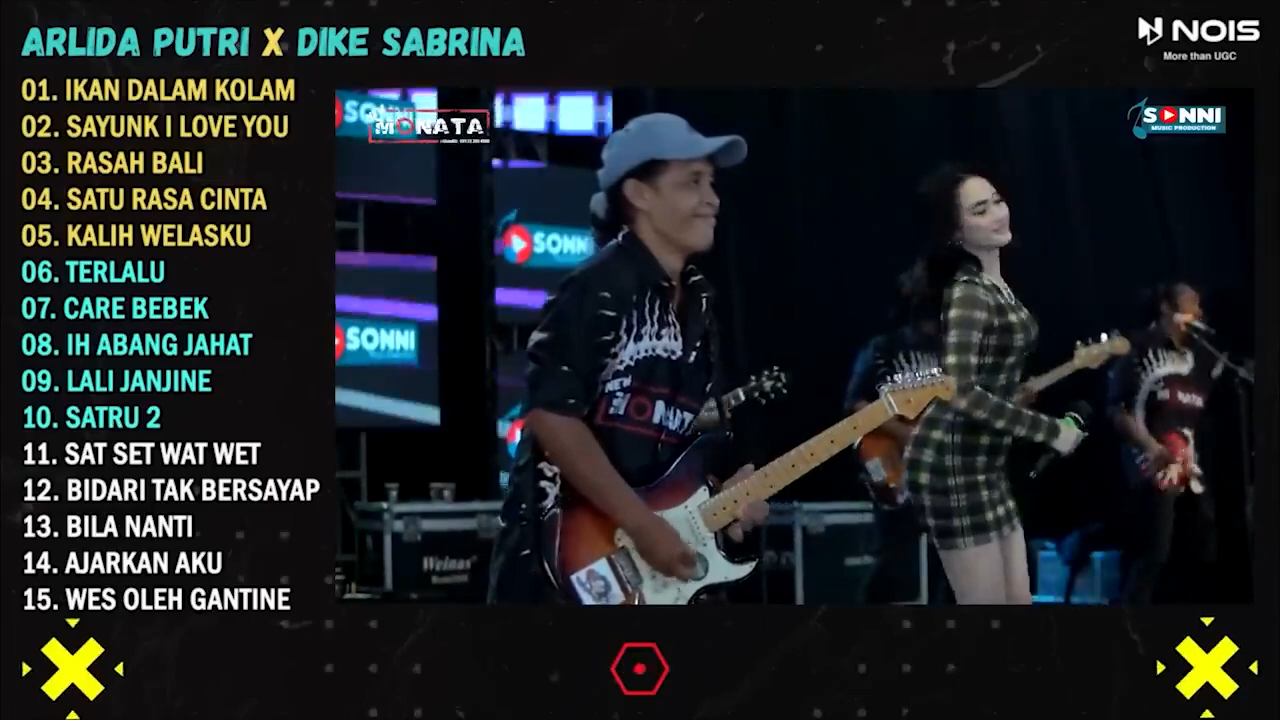 ARLIDA PUTRI X DIKE SABRINA
NOIS
More than UGC
01. IKAN DALAM KOLAM
02. SAYUNK I LOVE YOU
03. RASAH BALI
04. SATU RASA CINTA
05. KALIH WELASKU
06. TERLALU
07. CARE BEBEK
08. IH ABANG JAHAT
09. LALI JANJINE
10. SATRU 2
11. SAT SET WAT WET
12. BIDARI TAK BERSAYAP
13. BILA NANTI
14. AJARKAN AKU
15. WES OLEH GANTINE
MONATA
SONNI
MUSIC PRODUCTION
SONNI
SONNI
NEW
MONATA
Weinas